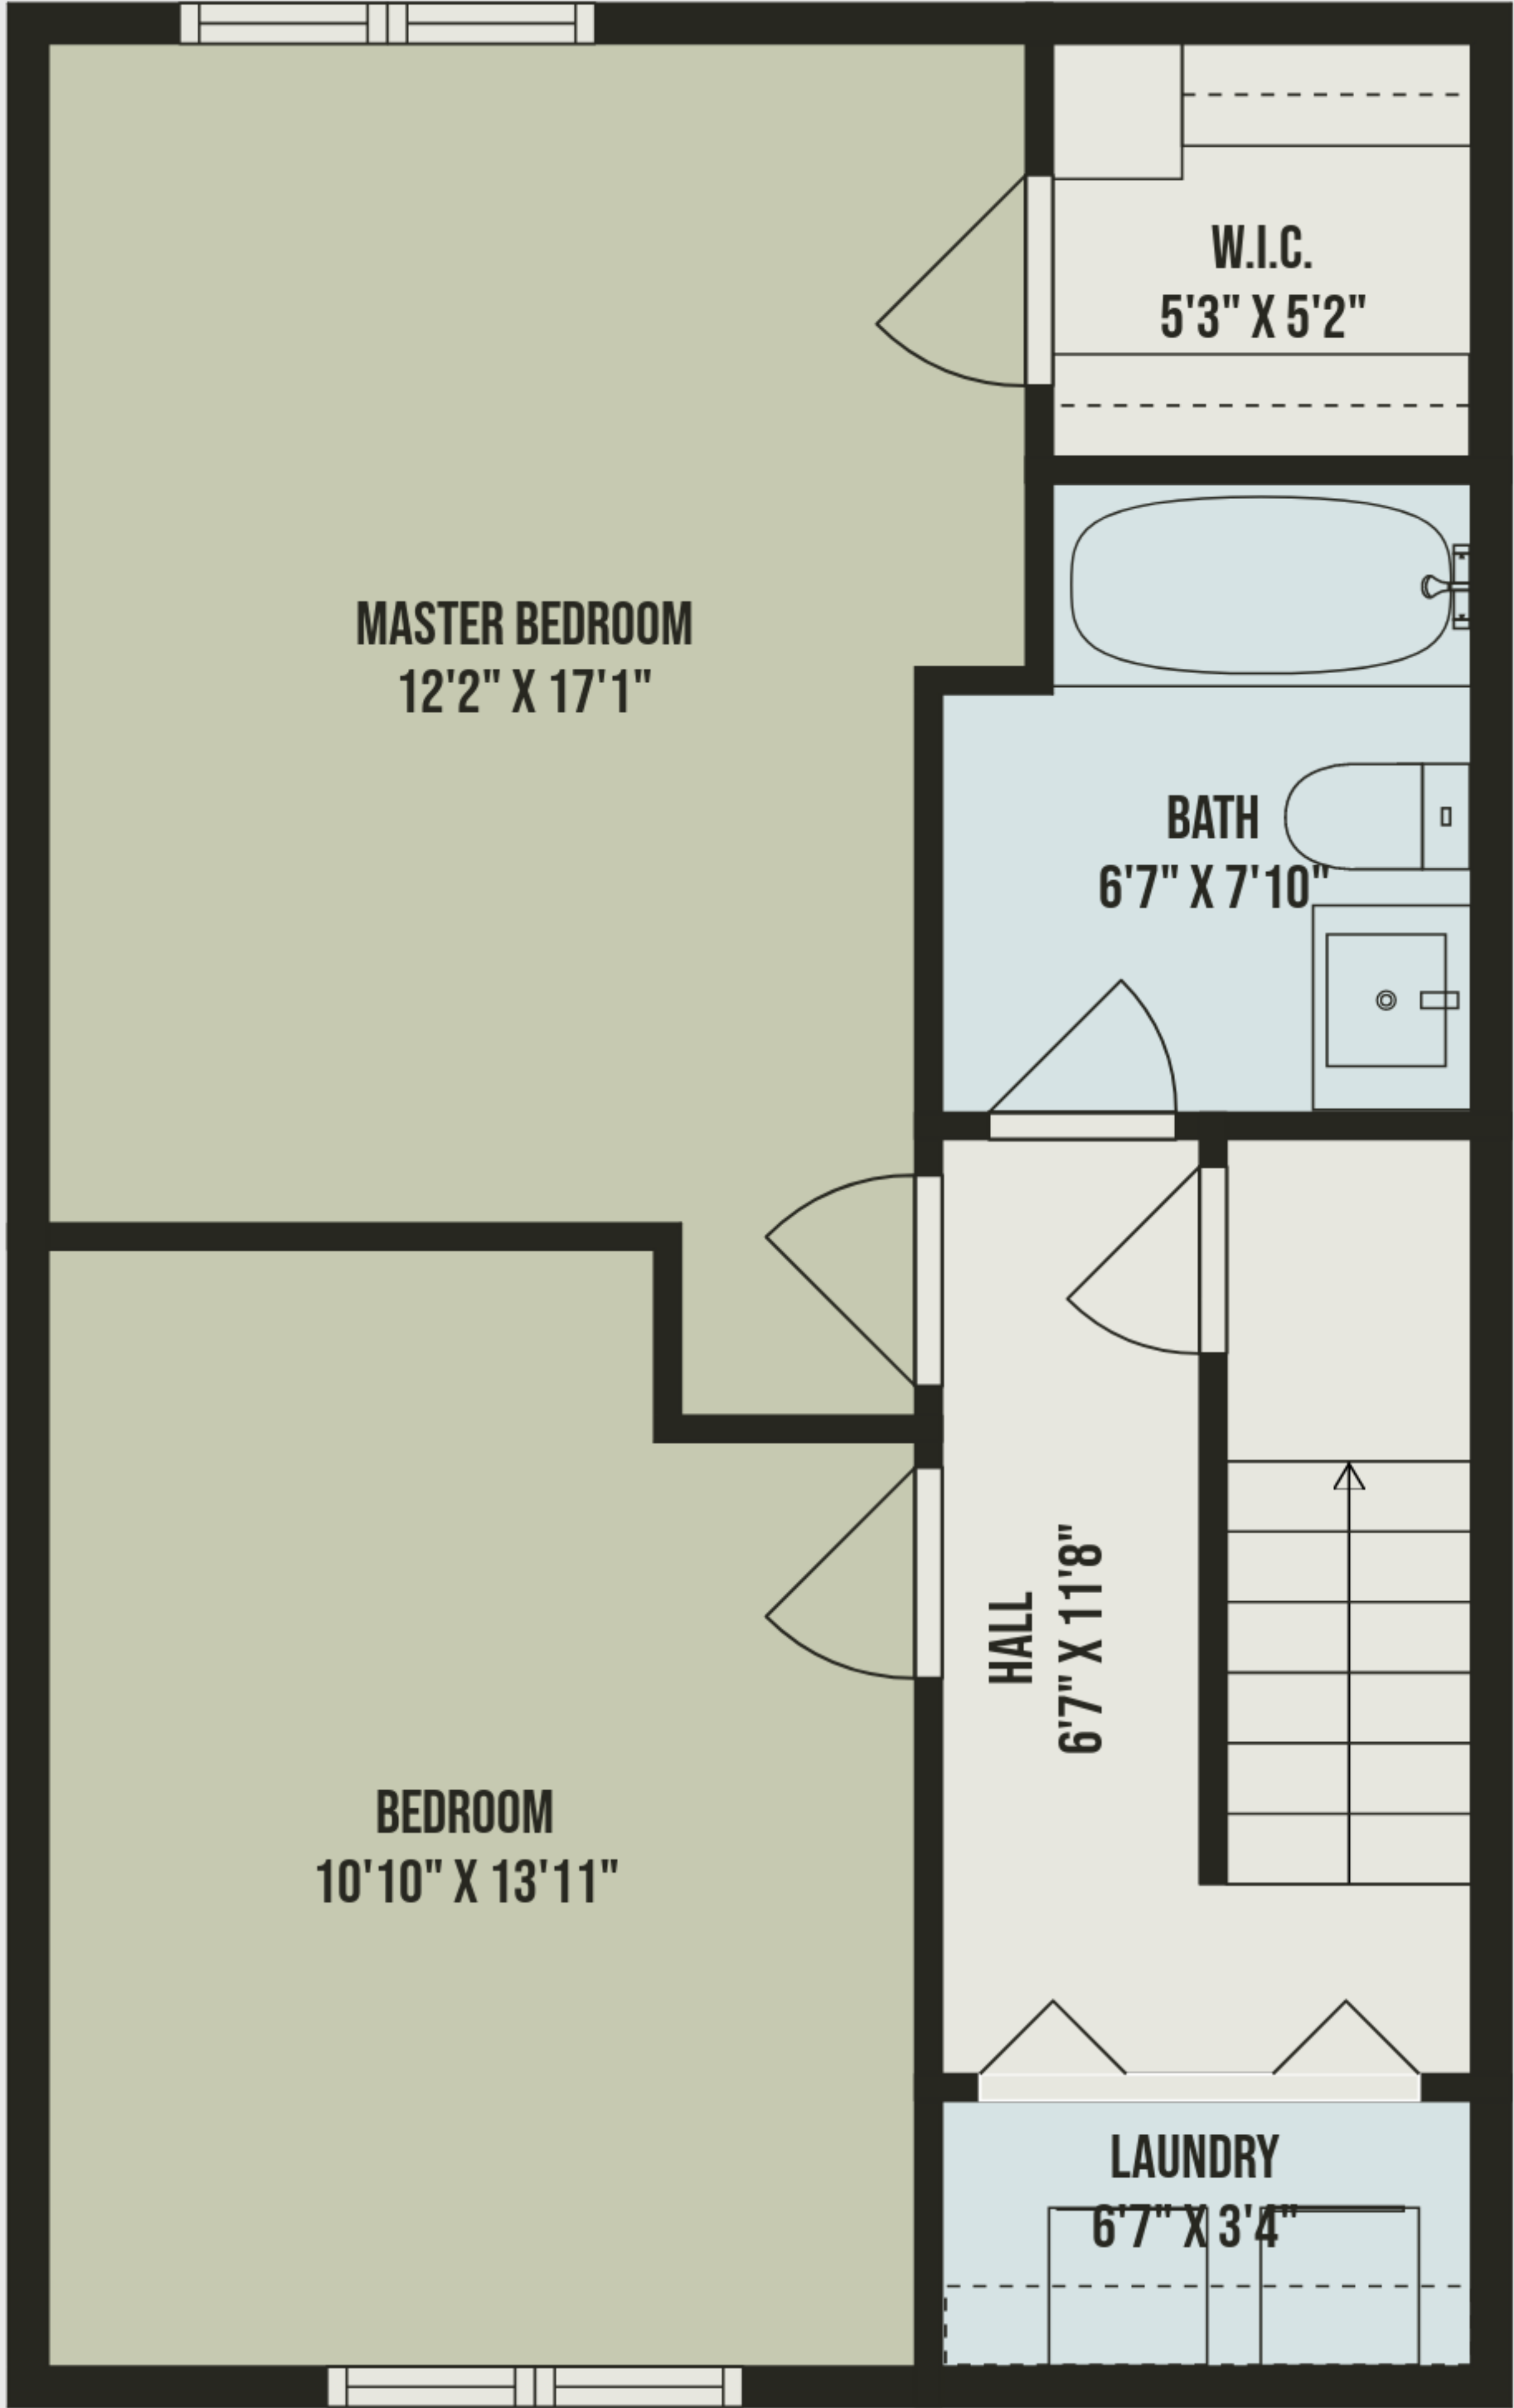 W.I.C.
5'3" X 5'2"
MASTER BEDROOM
12'2" X 17'1"
BATH
6'7" X 7'10"
HALL
6'7" X 11'8"
BEDROOM
10'10" X 13'11"
LAUNDRY
6'7" X 3'4"